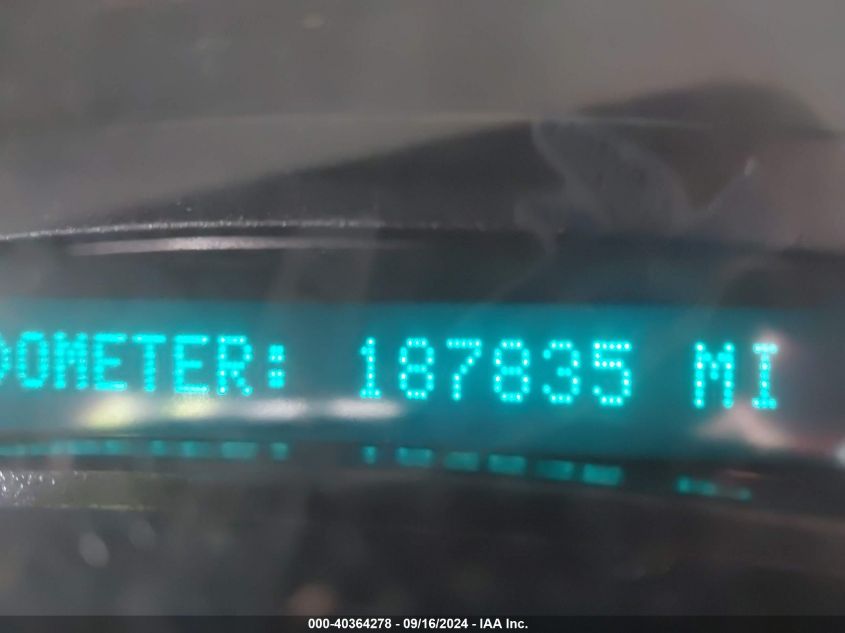 DOMETER: 187835 MI
000-40364278 - 09/16/2024 - IAA Inc.